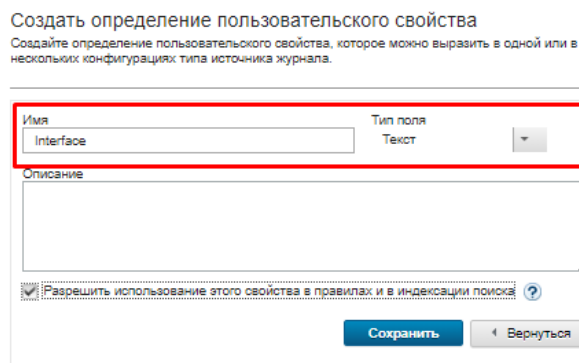 Создать определение пользовательского свойства
Создайте определение пользовательского свойства, которое можно выразить в одной или в
нескольких конфигурациях типа источника журнала.
Имя
Тип поля
Interface
Текст
Описание
Разрешить использование этого свойства в правилах и в индексации поиска ?
Сохранить
Вернуться